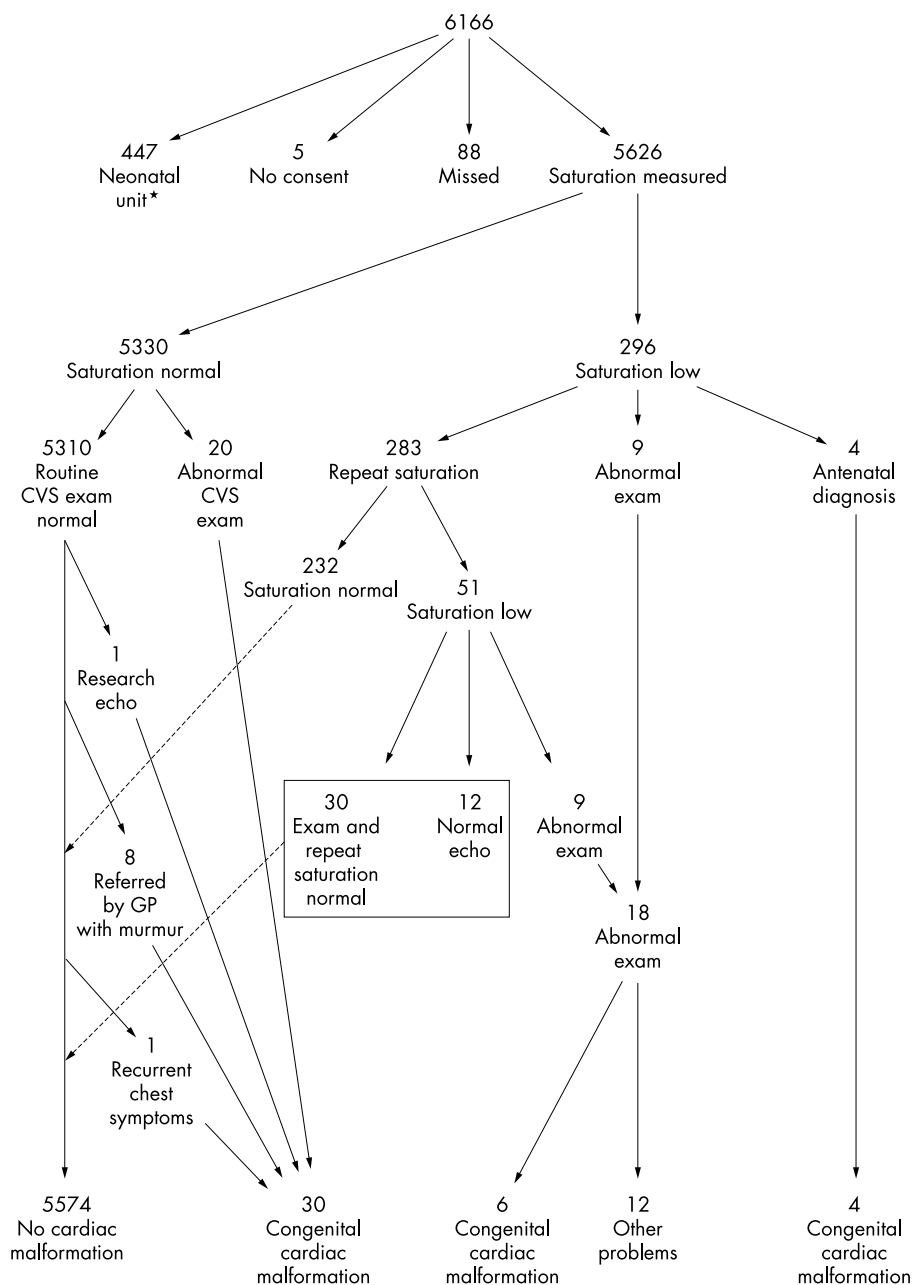 6166
447
Neonatal
unit★
5
No consent
88
Missed
5626
Saturation measured
5330
Saturation normal
296
Saturation low
5310
Routine
CVS exam
normal
20
Abnormal
CVS
exam
283
Repeat saturation
9
Abnormal
exam
4
Antenatal
diagnosis
232
Saturation normal
51
Saturation low
1
Research
echo
30
Exam and
repeat
saturation
normal
12
Normal
echo
9
Abnormal
exam
8
Referred
by GP
with murmur
18
Abnormal
exam
1
Recurrent
chest
symptoms
5574
No cardiac
malformation
30
Congenital
cardiac
malformation
6
Congenital
cardiac
malformation
12
Other
problems
4
Congenital
cardiac
malformation